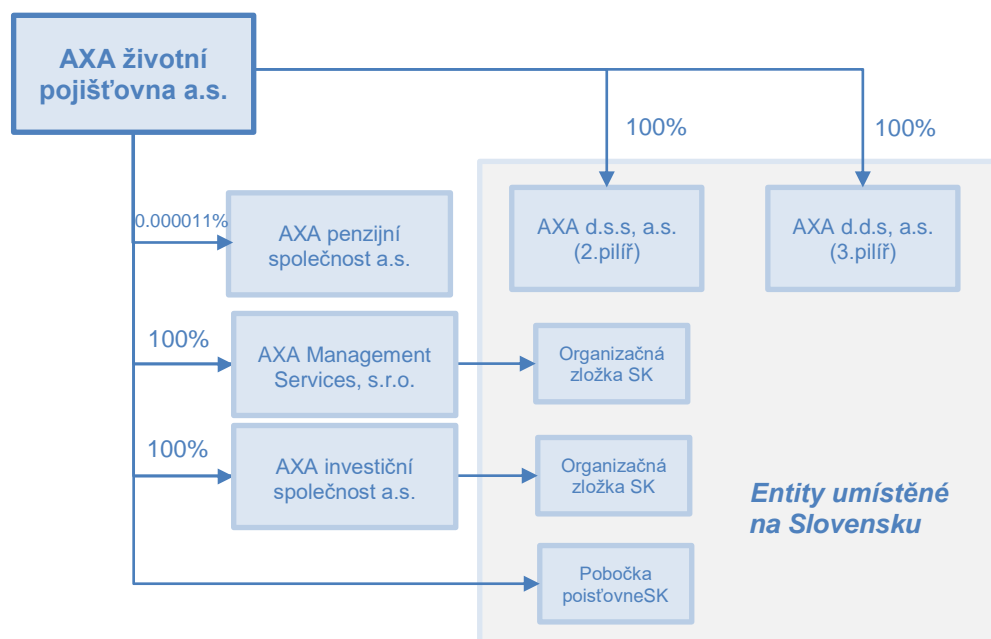 AXA životní
pojišťovna a.s.
100%
100%
0.000011%
AXA penzijní
společnost a.s.
AXA d.s.s, a.s.
(2.pilíř)
AXA d.d.s, a.s.
(3.pilíř)
100%
AXA Management
Services, s.r.o.
Organizačná
zložka SK
100%
AXA investiční
společnost a.s.
Organizačná
zložka SK
Entity umístěné
na Slovensku
Pobočka
poisťovneSK